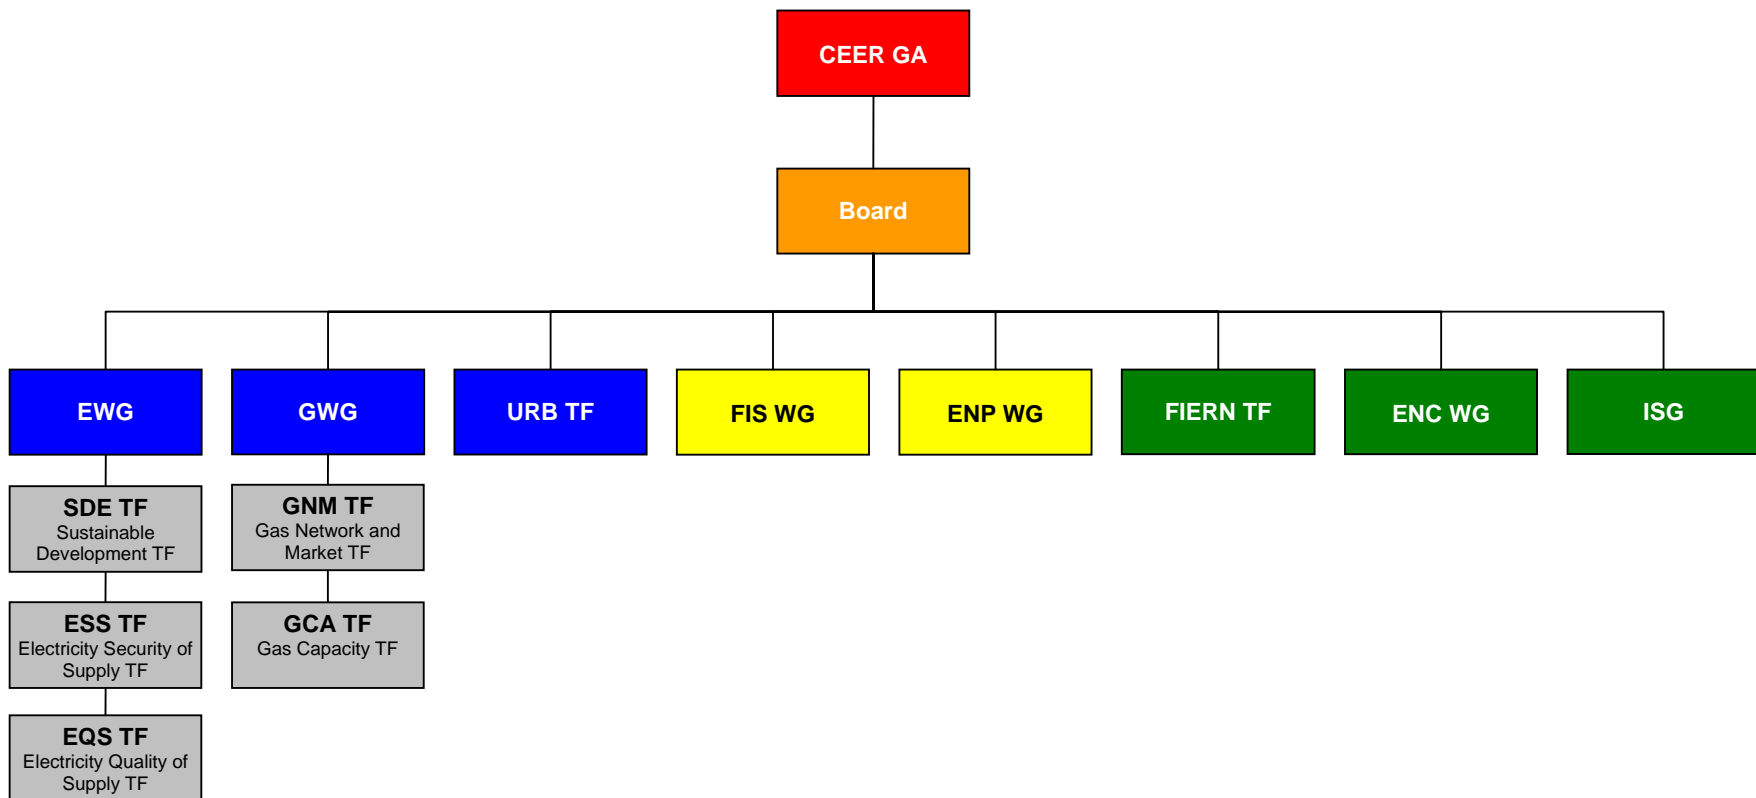 CEER GA
Board
EWG
GWG
URB TF
FIS WG
ENP WG
FIERN TF
ENC WG
ISG
SDE TF
Sustainable
Development TF
GNM TF
Gas Network and
Market TF
ESS TF
Electricity Security of
Supply TF
GCA TF
Gas Capacity TF
EQS TF
Electricity Quality of
Supply TF